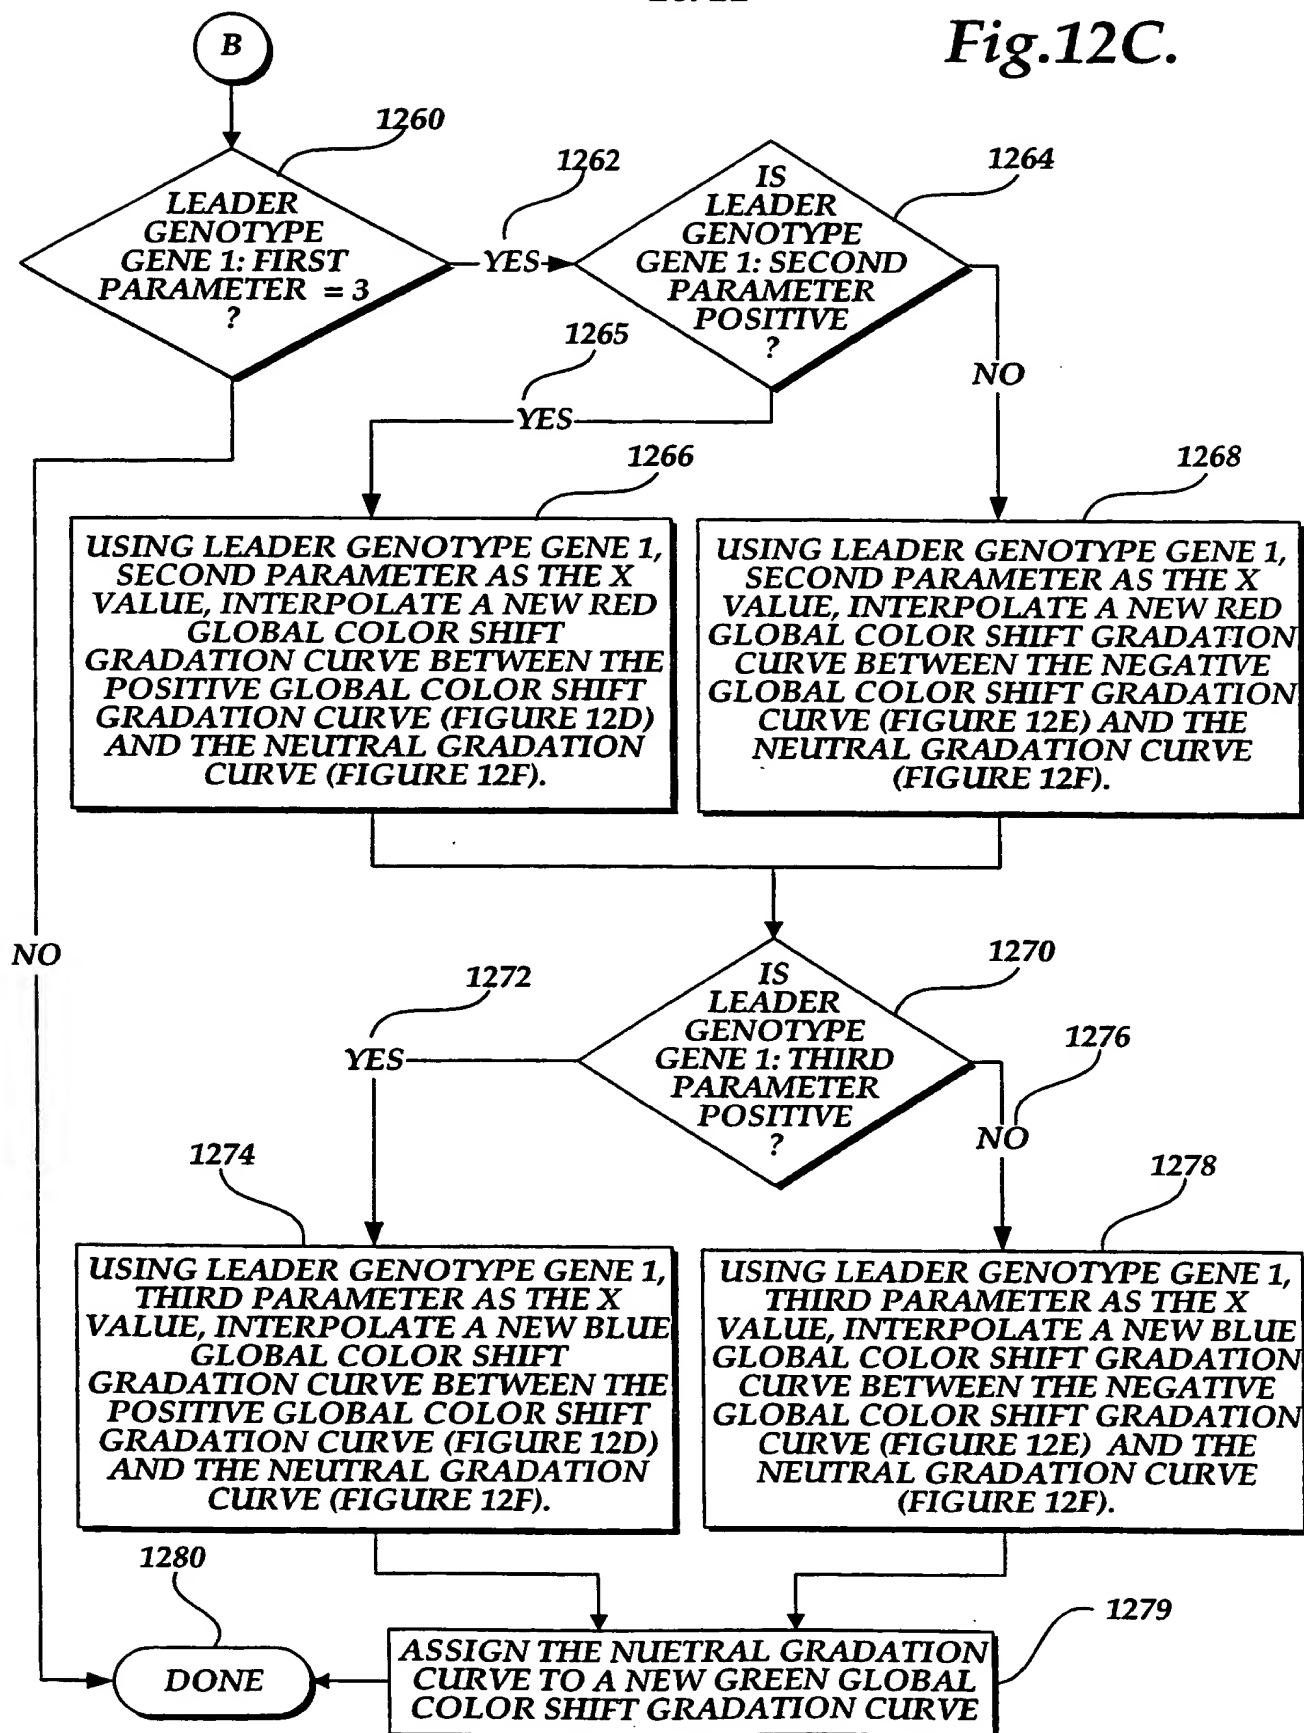 Fig.12C.
B
1260
LEADER
GENOTYPE
GENE 1: FIRST
PARAMETER = 3
?
1262
YES
1264
IS
LEADER
GENOTYPE
GENE 1: SECOND
PARAMETER
POSITIVE
?
1265
YES
NO
1266
USING LEADER GENOTYPE GENE 1,
SECOND PARAMETER AS THE X
VALUE, INTERPOLATE A NEW RED
GLOBAL COLOR SHIFT
GRADATION CURVE BETWEEN THE
POSITIVE GLOBAL COLOR SHIFT
GRADATION CURVE (FIGURE 12D)
AND THE NEUTRAL GRADATION
CURVE (FIGURE 12F).
1268
USING LEADER GENOTYPE GENE 1,
SECOND PARAMETER AS THE X
VALUE, INTERPOLATE A NEW RED
GLOBAL COLOR SHIFT GRADATION
CURVE BETWEEN THE NEGATIVE
GLOBAL COLOR SHIFT GRADATION
CURVE (FIGURE 12E) AND THE
NEUTRAL GRADATION CURVE
(FIGURE 12F).
NO
1270
IS
LEADER
GENOTYPE
GENE 1: THIRD
PARAMETER
POSITIVE
?
1272
YES
1276
NO
1274
USING LEADER GENOTYPE GENE 1,
THIRD PARAMETER AS THE X
VALUE, INTERPOLATE A NEW BLUE
GLOBAL COLOR SHIFT
GRADATION CURVE BETWEEN THE
POSITIVE GLOBAL COLOR SHIFT
GRADATION CURVE (FIGURE 12D)
AND THE NEUTRAL GRADATION
CURVE (FIGURE 12F).
1278
USING LEADER GENOTYPE GENE 1,
THIRD PARAMETER AS THE X
VALUE, INTERPOLATE A NEW BLUE
GLOBAL COLOR SHIFT GRADATION
CURVE BETWEEN THE NEGATIVE
GLOBAL COLOR SHIFT GRADATION
CURVE (FIGURE 12E) AND THE
NEUTRAL GRADATION CURVE
(FIGURE 12F).
1280
DONE
1279
ASSIGN THE NUETRAL GRADATION
CURVE TO A NEW GREEN GLOBAL
COLOR SHIFT GRADATION CURVE